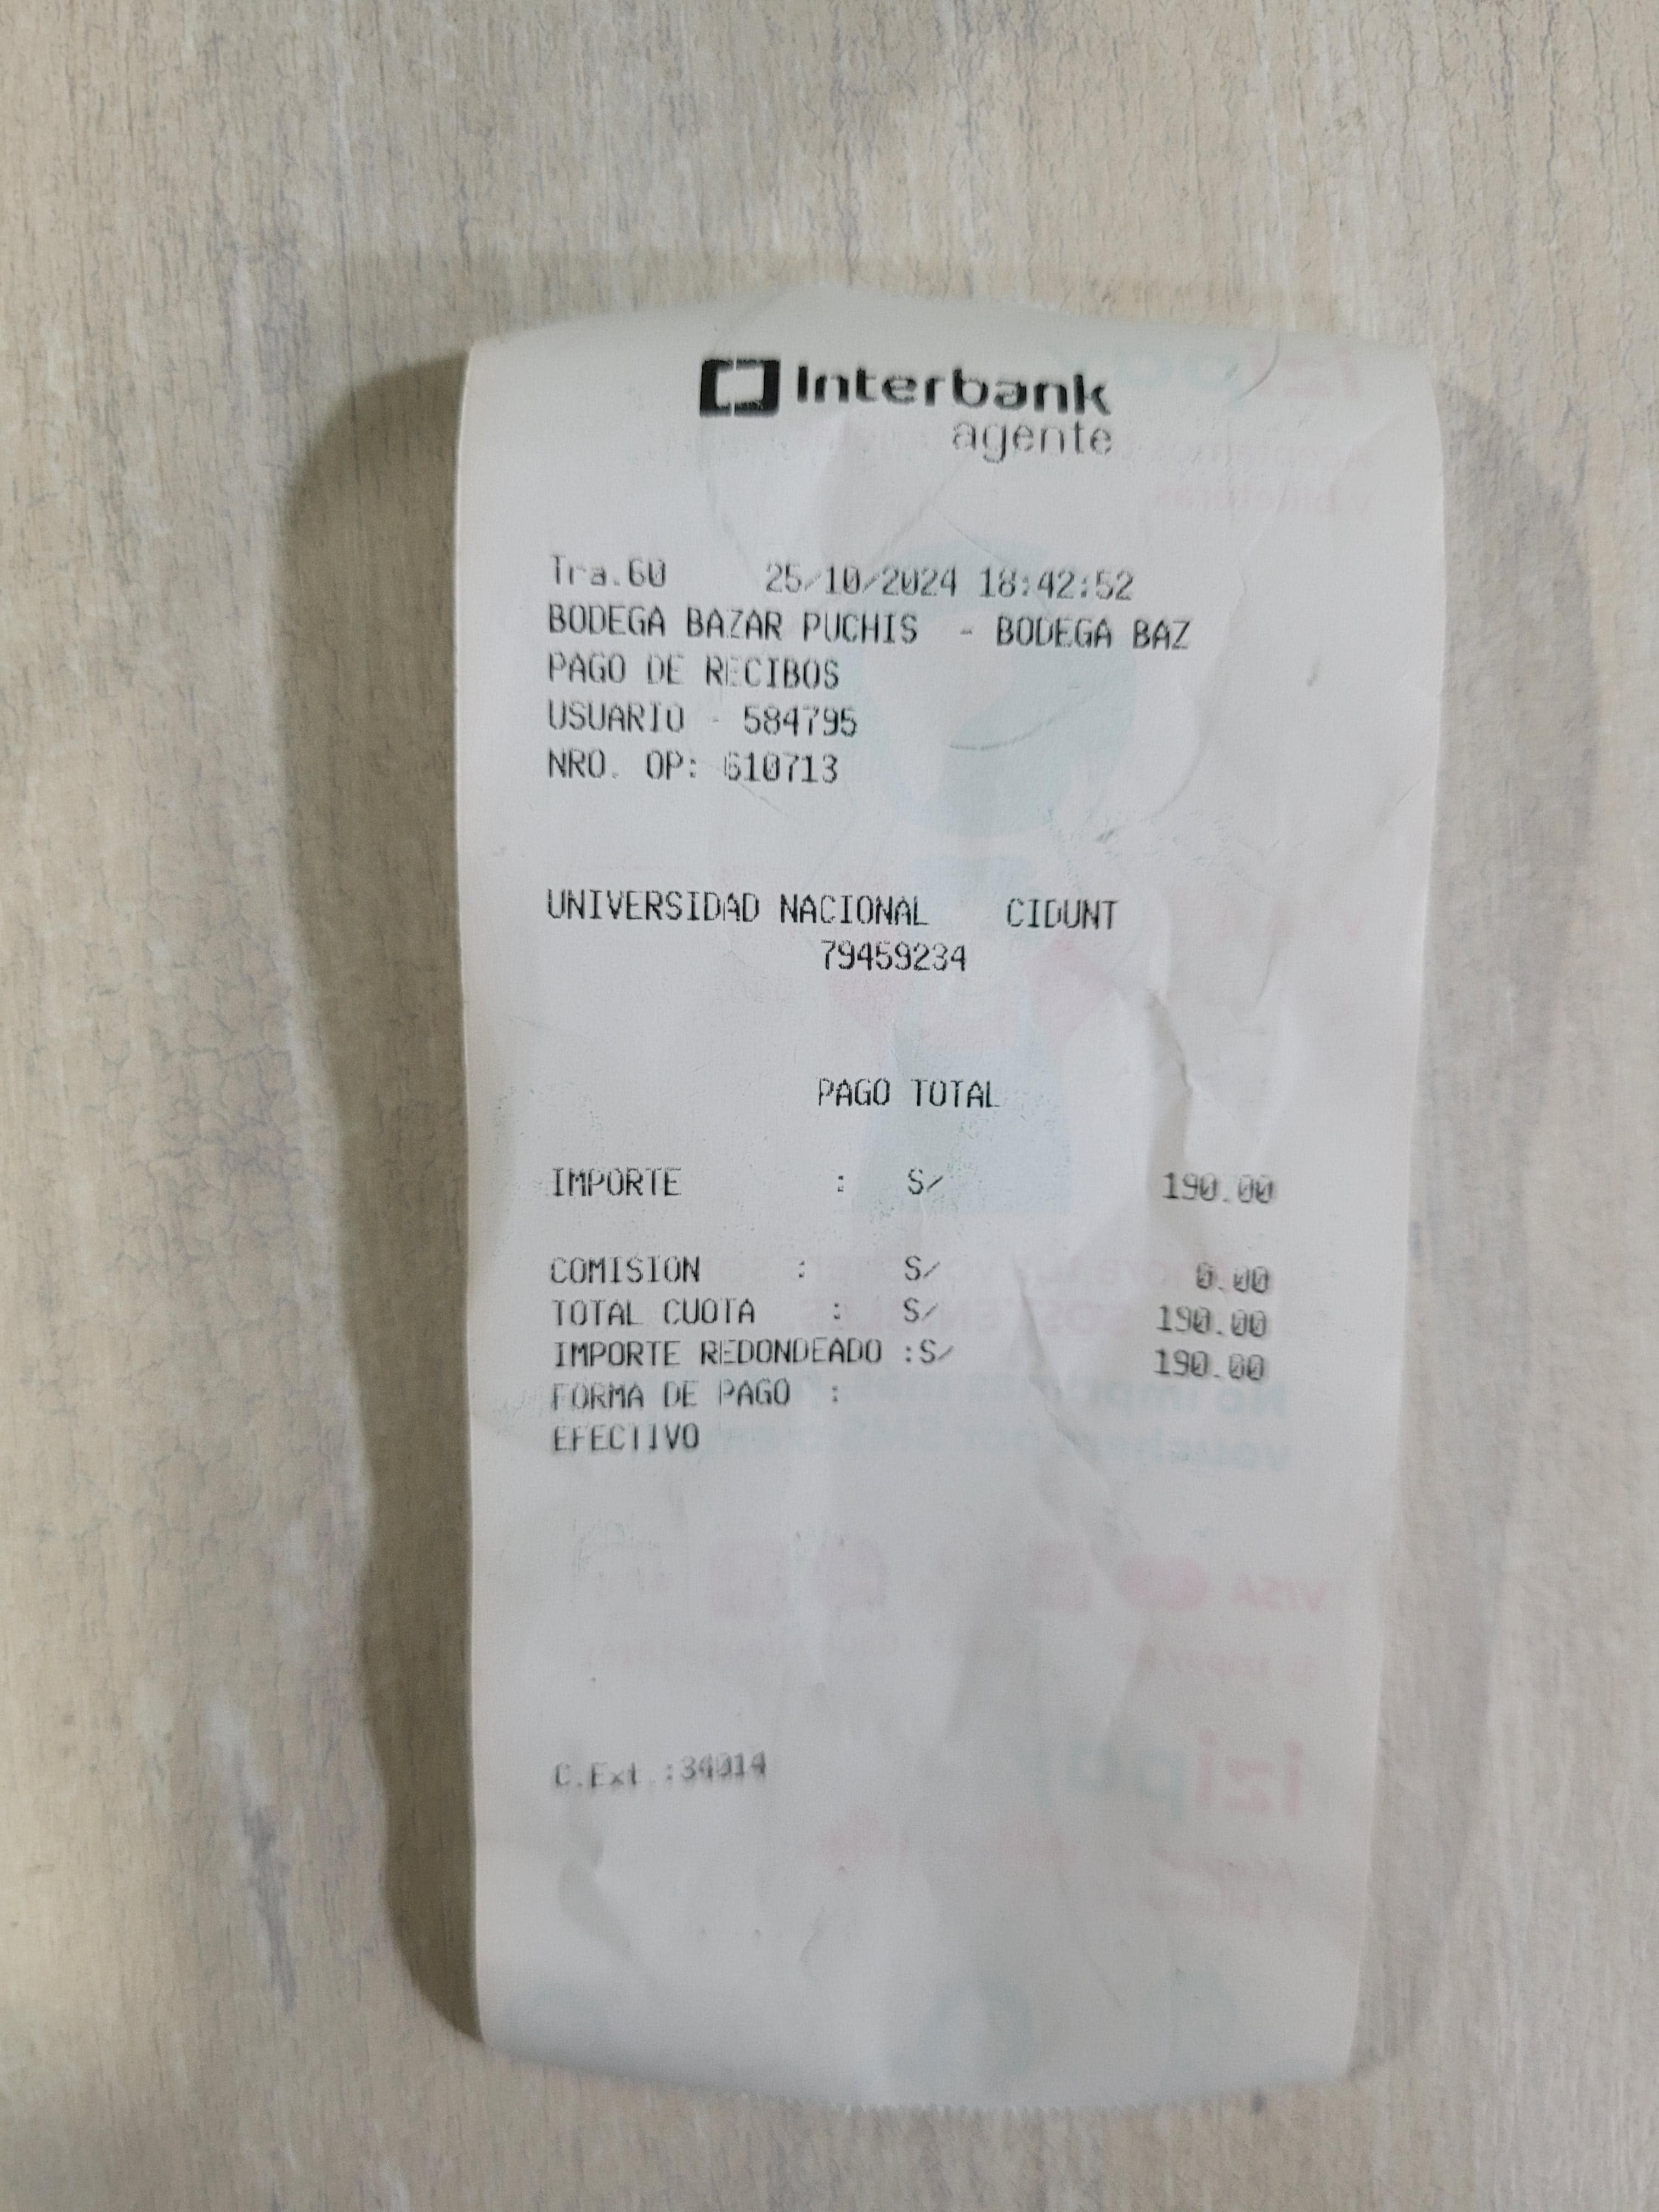 Interbank
agente
Tra.60 25/10/2024 18:42:52
BODEGA BAZAR PUCHIS - BODEGA BAZ
PAGO DE RECIBOS
USUARIO - 584795
NRO. OP: 610713
UNIVERSIDAD NACIONAL CIDUNT
79459234
PAGO TOTAL
IMPORTE : S/ 190.00
COMISION : S/ 0.00
TOTAL CUOTA : S/ 190.00
IMPORTE REDONDEADO :S/ 190.00
FORMA DE PAGO :
EFECTIVO
C.Ext.:34014